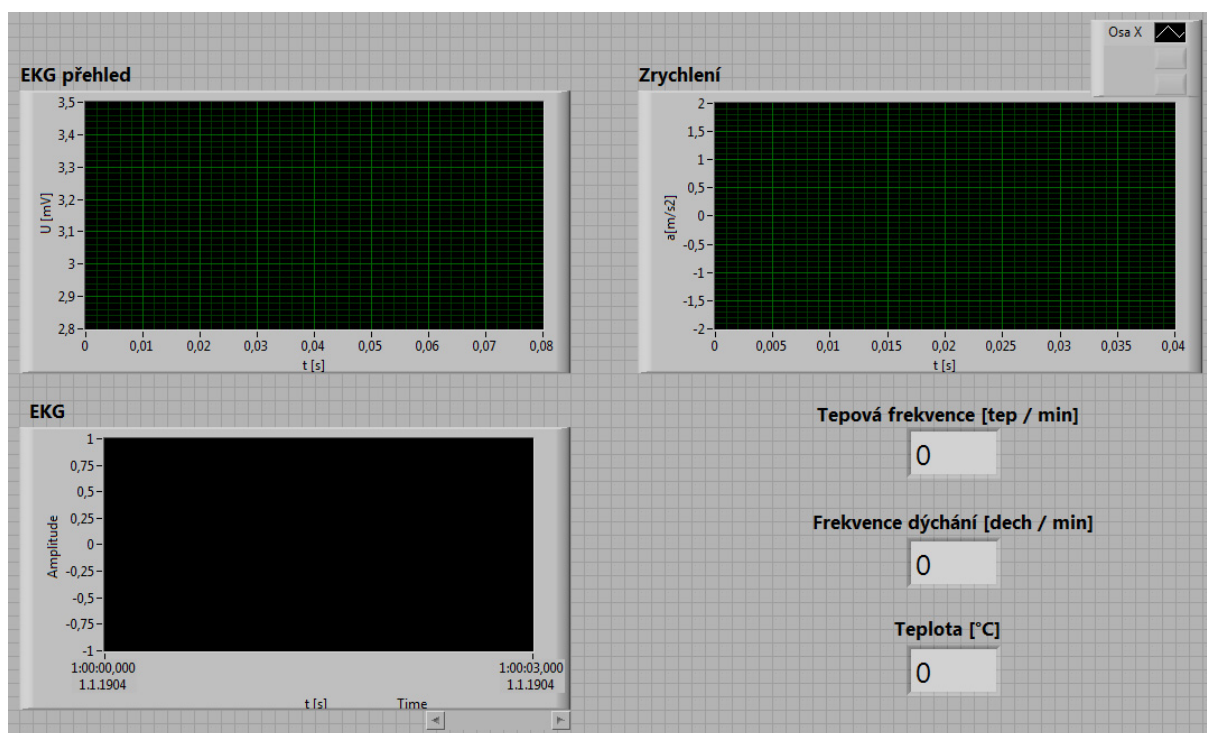 Osa X
EKG přehled
3,5
3,4
3,3
3,2
3,1
3
2,9
2,8
U [mV]
0 0,01 0,02 0,03 0,04 0,05 0,06 0,07 0,08
t [s]
Zrychlení
2
1,5
1
0,5
0
-0,5
-1
-1,5
-2
a[m/s2]
0 0,005 0,01 0,015 0,02 0,025 0,03 0,035 0,04
t [s]
EKG
1
0,75
0,5
0,25
0
-0,25
-0,5
-0,75
-1
Amplitude
1:00:00,000 1:00:03,000
1.1.1904 1.1.1904
t [s] Time
Tepová frekvence [tep / min]
0
Frekvence dýchání [dech / min]
0
Teplota [°C]
0